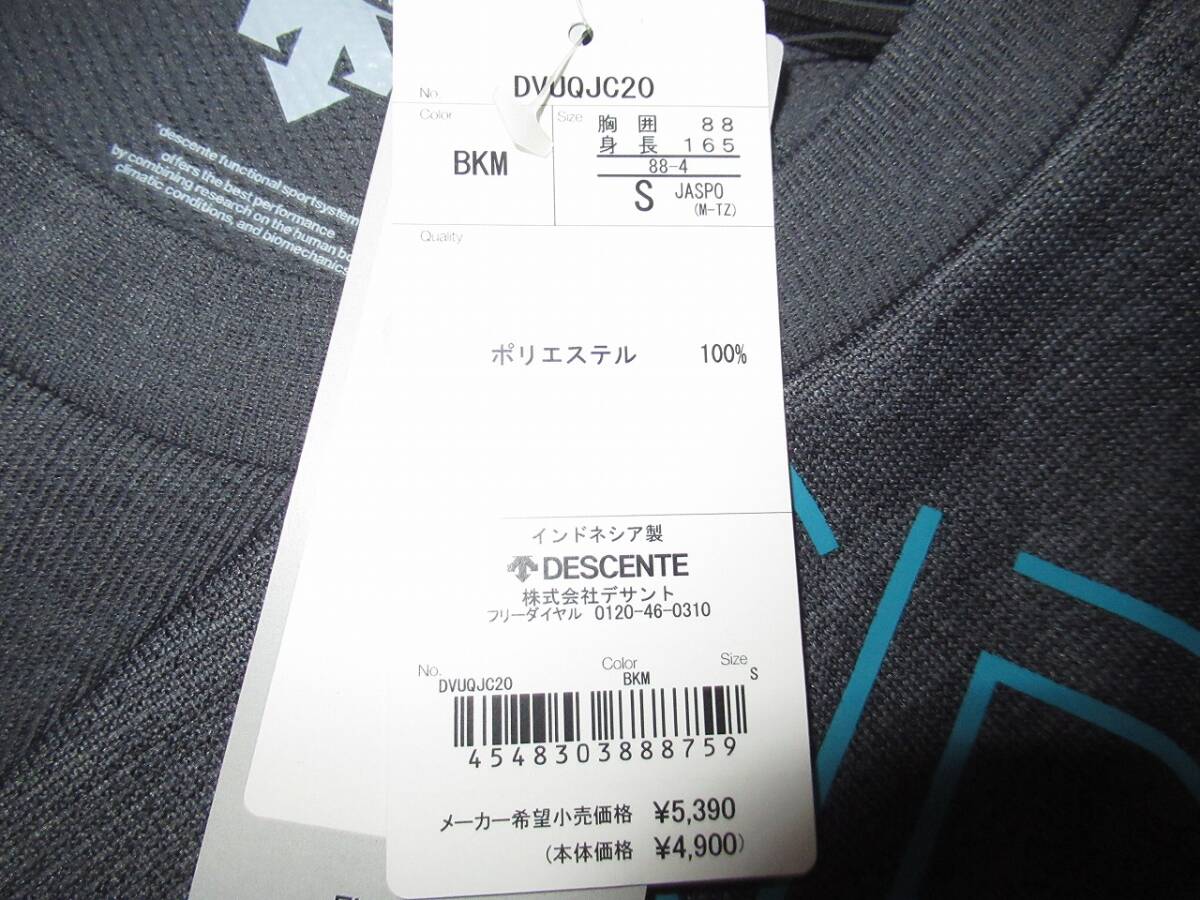 descente functional sportsystem
offers the best performance
by combining research on the human
climatic conditions, and biomechanics
No. DVUQJC20
Color
BKM
Size
胸囲 88
身長 165
88-4
S JASPO
(M-TZ)
Quality
ポリエステル 100%
インドネシア製
DESCENTE
株式会社デサント
フリーダイヤル 0120-46-0310
No. Color Size
DVUQJC20 BKM S
4548303888759
メーカー希望小売価格 ¥5,390
(本体価格 ¥4,900)